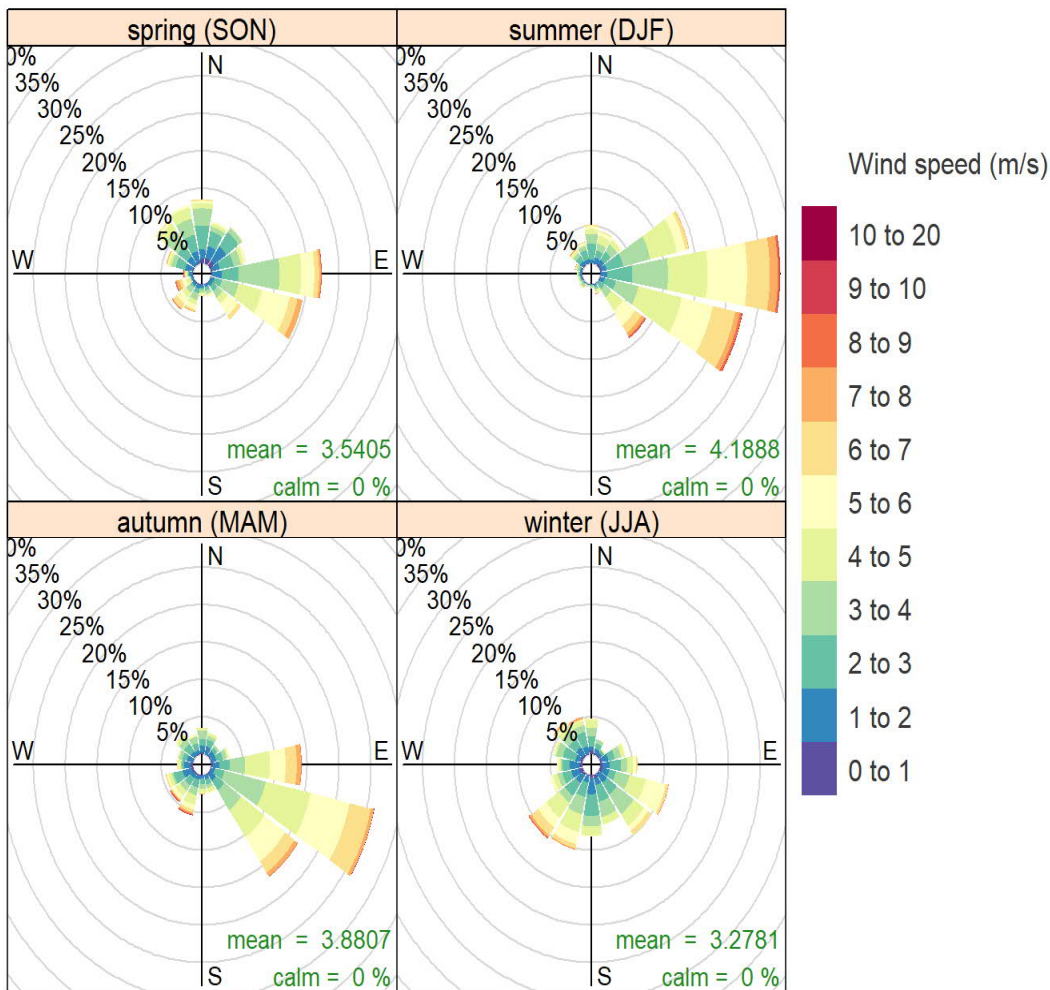 spring (SON)
0%
35%
30%
25%
20%
15%
10%
5%
N
W
E
S
mean = 3.5405
calm = 0 %
summer (DJF)
0%
35%
30%
25%
20%
15%
10%
5%
N
W
E
S
mean = 4.1888
calm = 0 %
autumn (MAM)
0%
35%
30%
25%
20%
15%
10%
5%
N
W
E
S
mean = 3.8807
calm = 0 %
winter (JJA)
0%
35%
30%
25%
20%
15%
10%
5%
N
W
E
S
mean = 3.2781
calm = 0 %
Wind speed (m/s)
10 to 20
9 to 10
8 to 9
7 to 8
6 to 7
5 to 6
4 to 5
3 to 4
2 to 3
1 to 2
0 to 1